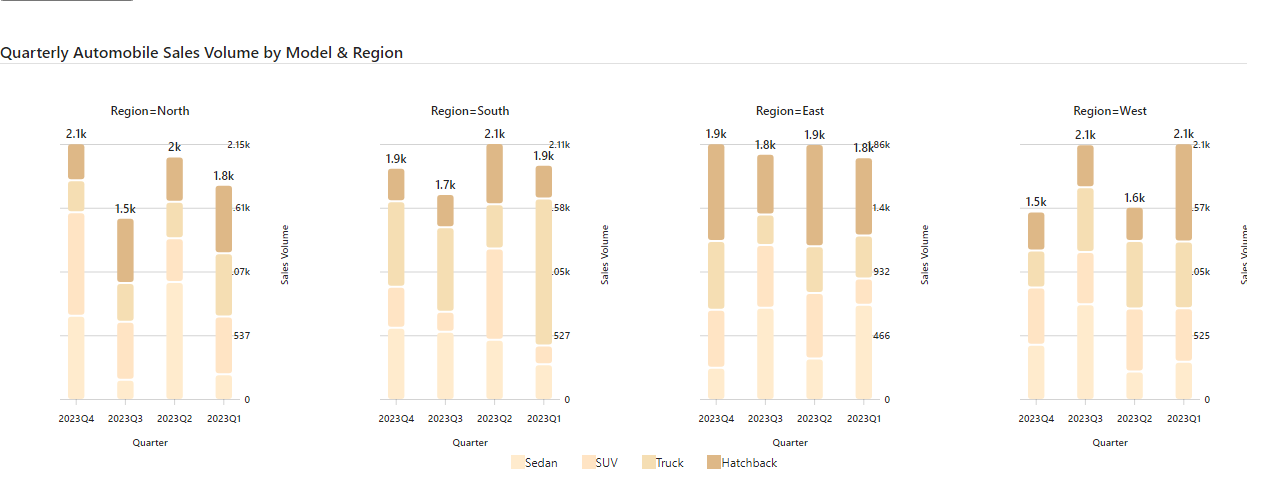 Quarterly Automobile Sales Volume by Model & Region
Region=North
2.1k
1.5k
2k
1.8k
2.15k
.61k
.07k
537
0
Sales Volume
2023Q4 2023Q3 2023Q2 2023Q1
Quarter
Region=South
1.9k
1.7k
2.1k
1.9k
2.11k
.58k
.05k
527
0
Sales Volume
2023Q4 2023Q3 2023Q2 2023Q1
Quarter
Region=East
1.9k
1.8k
1.9k
1.8k
.86k
1.4k
932
466
0
Sales Volume
2023Q4 2023Q3 2023Q2 2023Q1
Quarter
Region=West
1.5k
2.1k
1.6k
2.1k
2.1k
.57k
.05k
525
0
Sales Volume
2023Q4 2023Q3 2023Q2 2023Q1
Quarter
Sedan SUV Truck Hatchback